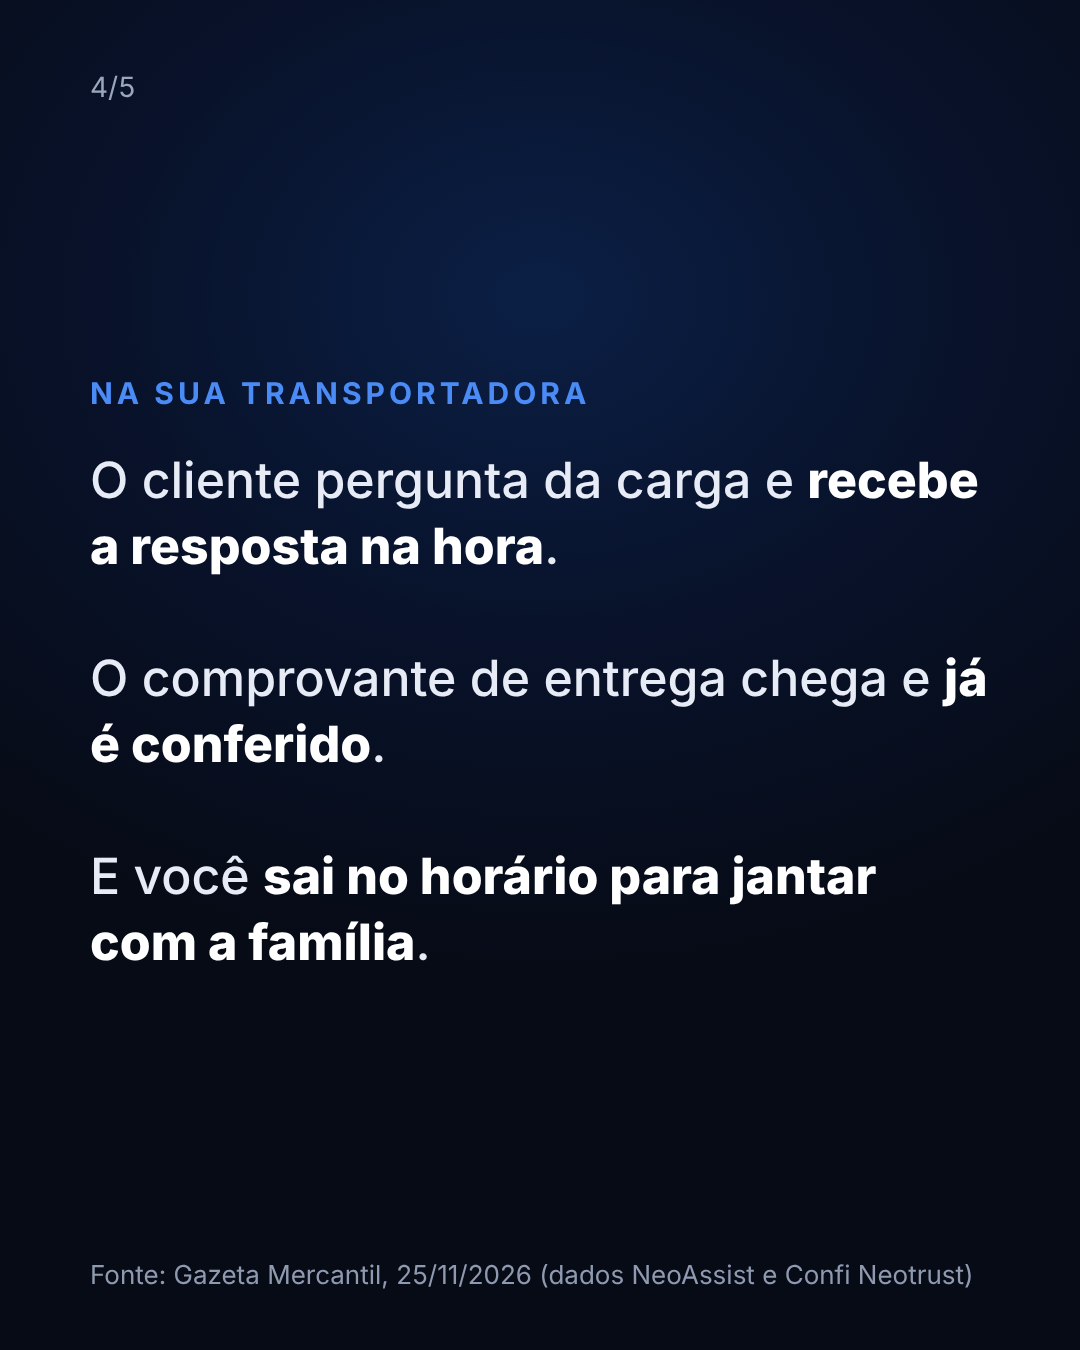 4/5
NA SUA TRANSPORTADORA
O cliente pergunta da carga e recebe
a resposta na hora.
O comprovante de entrega chega e já
é conferido.
E você sai no horário para jantar
com a família.
Fonte: Gazeta Mercantil, 25/11/2026 (dados NeoAssist e Confi Neotrust)